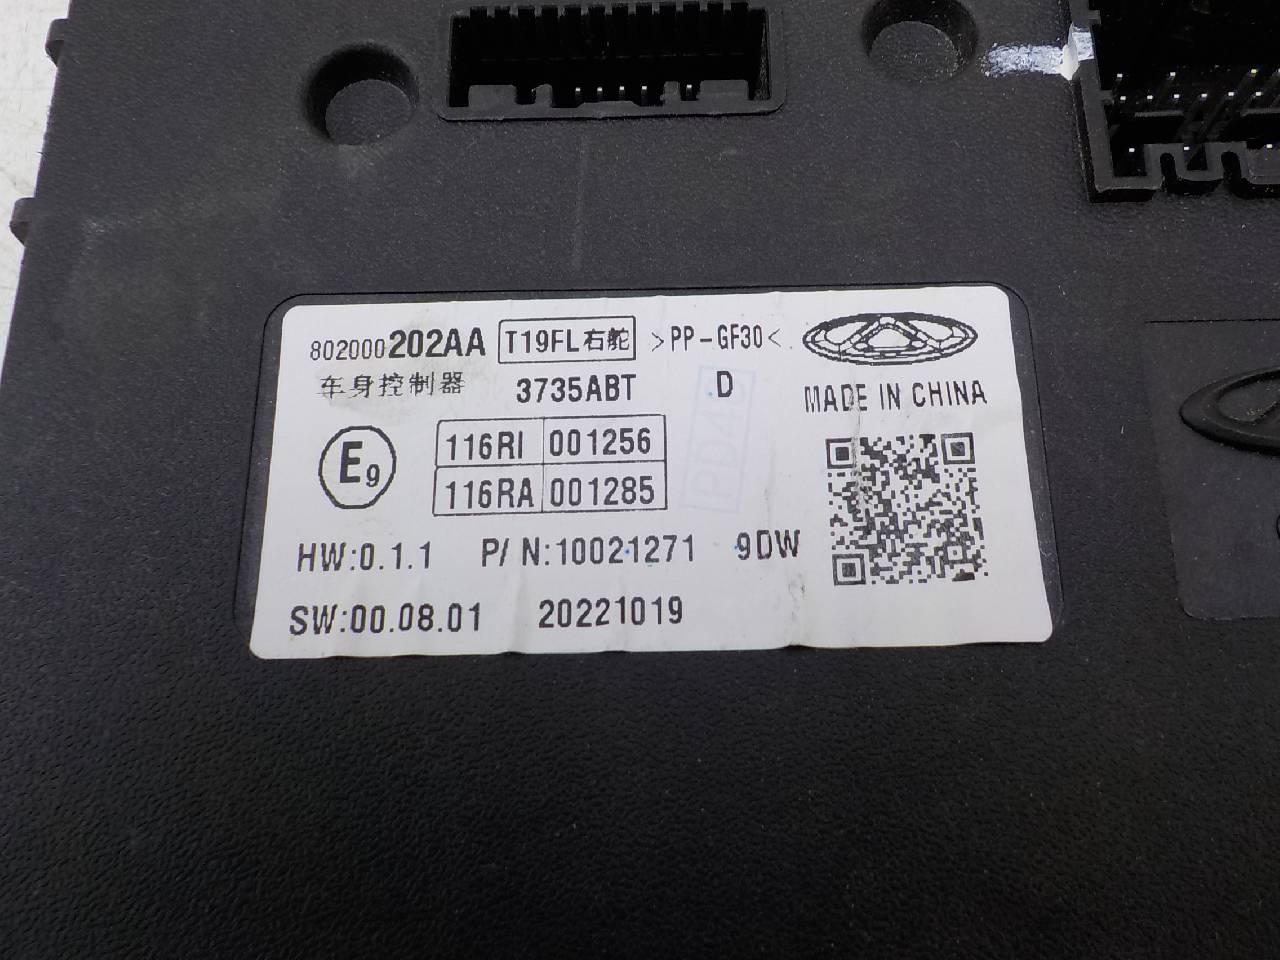 802000202AA T19FL右舵 >PP-GF30<
车身控制器 3735ABT D MADE IN CHINA
E9 116RI 001256
116RA 001285
PD4
HW:0.1.1 P/N:10021271 9DW
SW:00.08.01 20221019